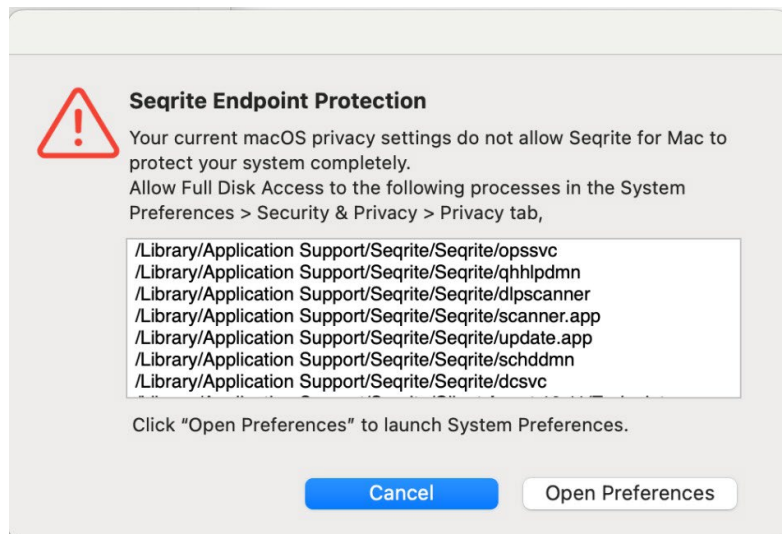 Seqrite Endpoint Protection
Your current macOS privacy settings do not allow Seqrite for Mac to
protect your system completely.
Allow Full Disk Access to the following processes in the System
Preferences > Security & Privacy > Privacy tab,
/Library/Application Support/Seqrite/Seqrite/opssvc
/Library/Application Support/Seqrite/Seqrite/qhhlpdmn
/Library/Application Support/Seqrite/Seqrite/dlpscanner
/Library/Application Support/Seqrite/Seqrite/scanner.app
/Library/Application Support/Seqrite/Seqrite/update.app
/Library/Application Support/Seqrite/Seqrite/schddmn
/Library/Application Support/Seqrite/Seqrite/dcsvc
Click "Open Preferences" to launch System Preferences.
Cancel
Open Preferences